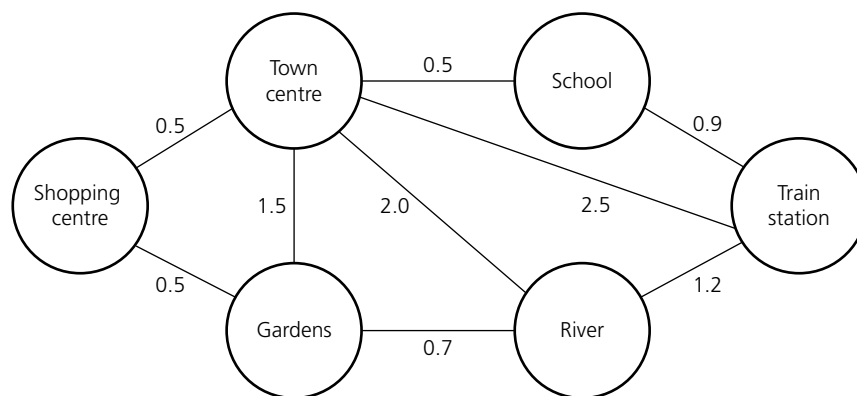 Town
centre
0.5
School
0.5
0.9
Shopping
centre
1.5
2.0
2.5
Train
station
0.5
1.2
Gardens
0.7
River